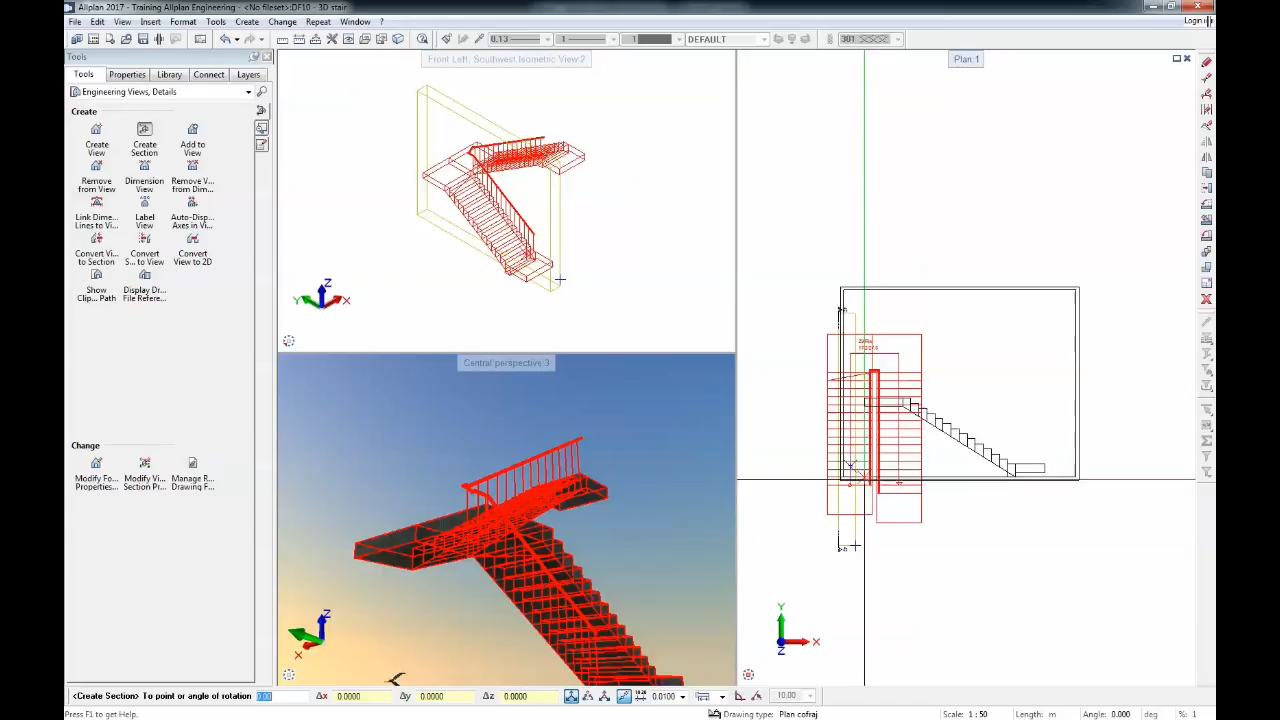 Allplan 2017 - Training Allplan Engineering - <No fileset>:DF10 - 3D stair
Login
File Edit View Insert Format Tools Create Change Repeat Window ?
0.13 1 1 DEFAULT 301
Tools
Tools Properties Library Connect Layers
Engineering Views, Details
Create
Create View
Create Section
Add to View
Remove from View
Dimension View
Remove V... from Dim...
Link Dime... Lines to Vi...
Label View
Auto-Disp... Axes in Vi...
Convert Vi... to Section
Convert S... to View
Convert View to 2D
Show Clip... Path
Display Dr... File Refere...
Change
Modify Fo... Properties...
Modify Vi... Section V...
Manage R... Drawing F...
Front Left, Southwest Isometric View:2
Z
Y X
Central perspective:3
Z
X
Plan:1
Y
X
Z
<Create Section> To point or angle of rotation 0.00 Δx 0.0000 Δy 0.0000 Δz 0.0000 0.0100 10.00
Press F1 to get Help. Drawing type: Plan cofraj Scale: 1 : 50 Length: m Angle: 0.000 deg %: 1